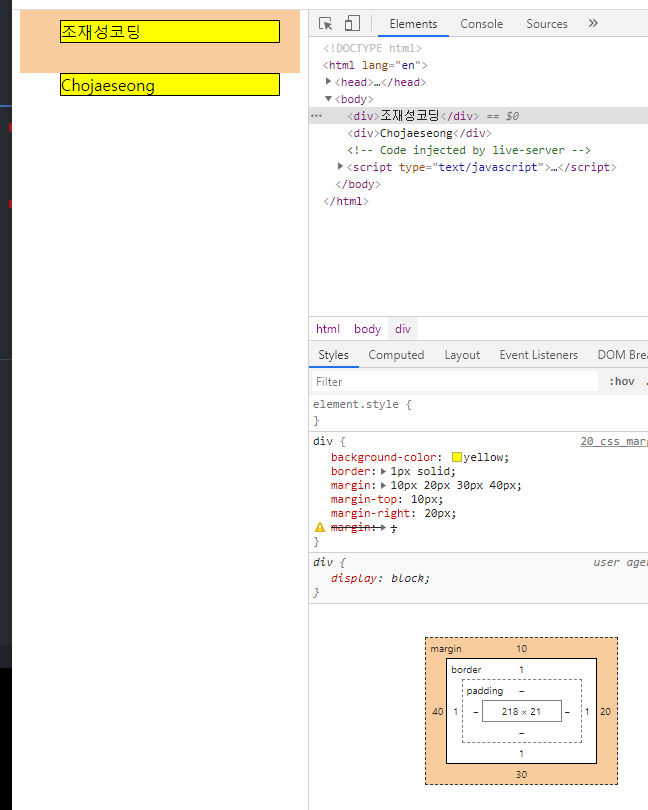 조재성코딩
Chojaeseong
Elements Console Sources »
<!DOCTYPE html>
<html lang="en">
<head>…</head>
<body>
… <div>조재성코딩</div> == $0
<div>Chojaeseong</div>
<!-- Code injected by live-server -->
<script type="text/javascript">…</script>
</body>
</html>
html body div
Styles Computed Layout Event Listeners DOM Brea
Filter :hov .
element.style {
}
div { 20_css_marg
background-color: yellow;
border: 1px solid;
margin: 10px 20px 30px 40px;
margin-top: 10px;
margin-right: 20px;
margin: ;
}
div { user agen
display: block;
}
margin 10
border 1
padding –
40 1 – 218 × 21 – 1 20
–
1
30